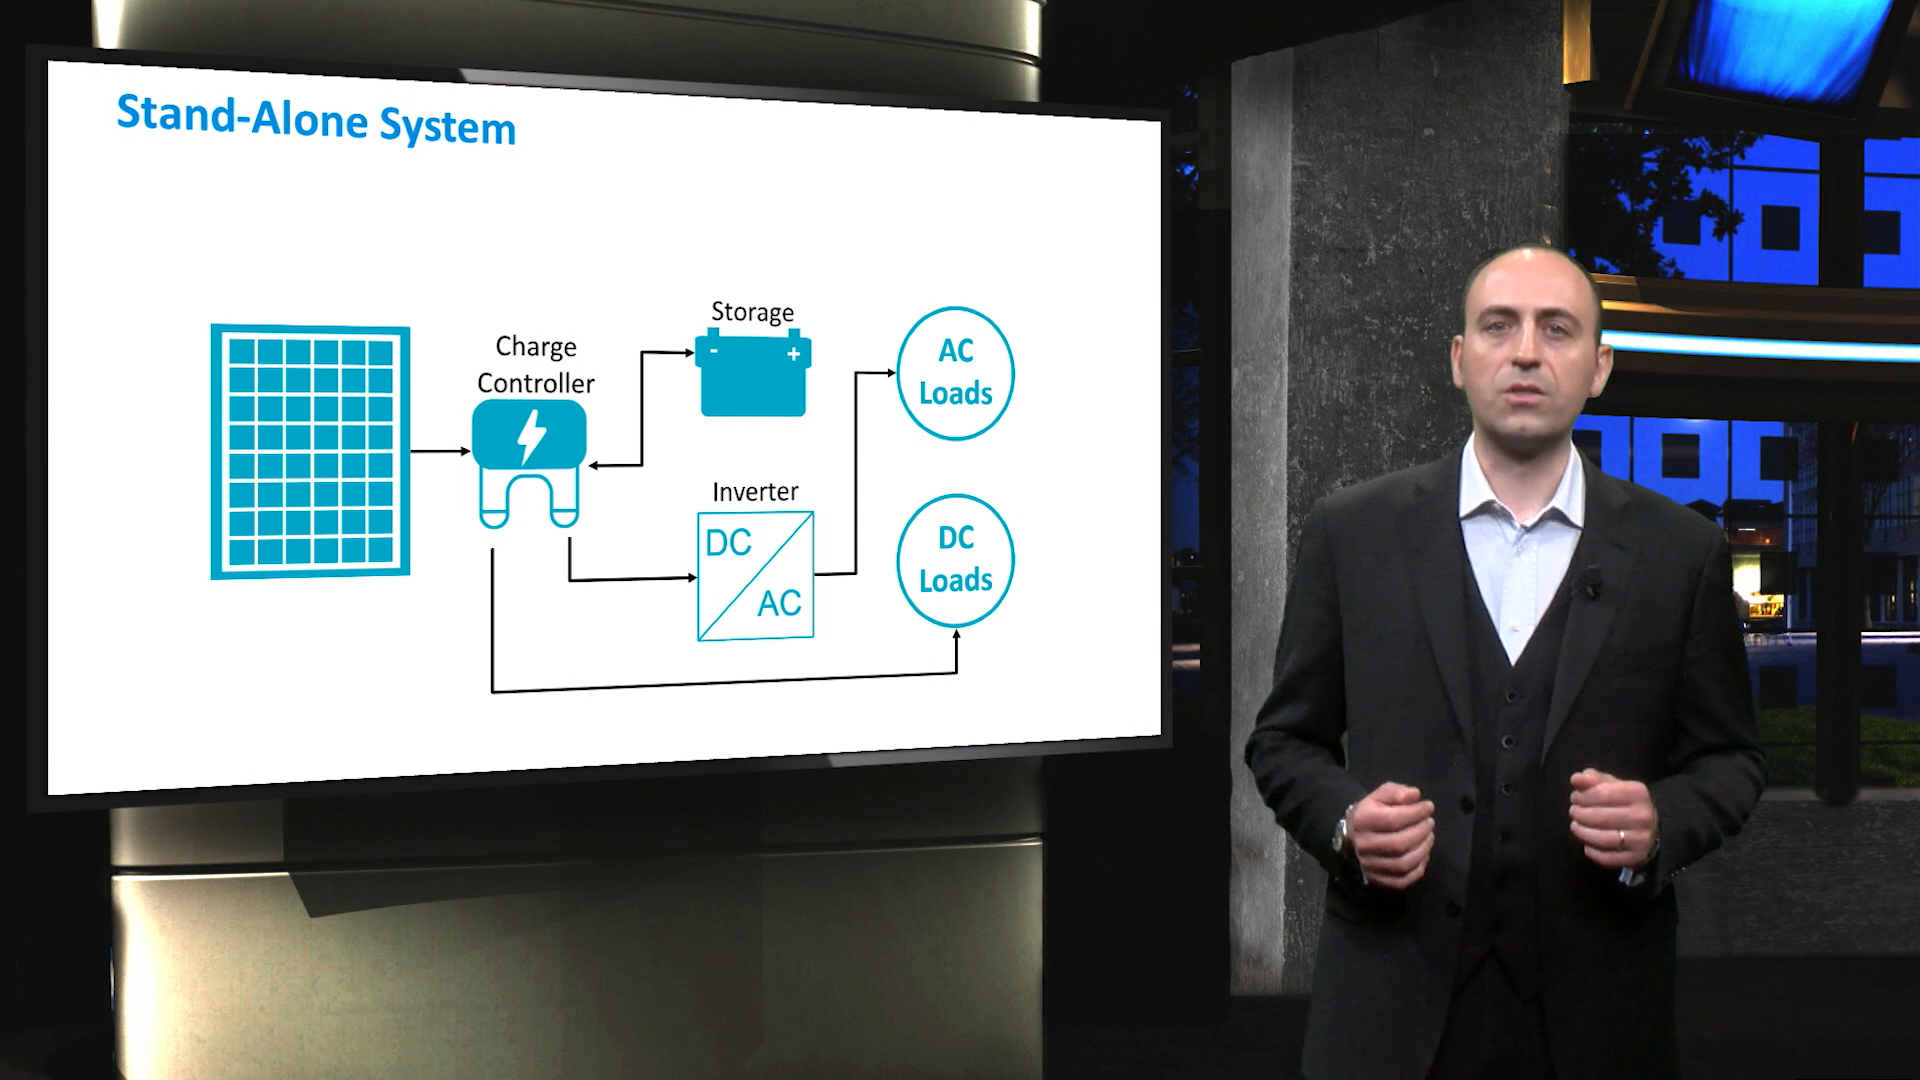 Stand-Alone System
Charge
Controller
Storage
- +
Inverter
DC
AC
AC
Loads
DC
Loads